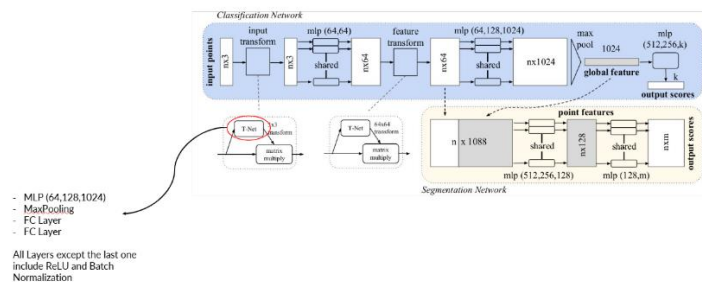 Classification Network
input points
nx3
input transform
nx3
mlp (64,64)
shared
nx64
feature transform
nx64
mlp (64,128,1024)
shared
nx1024
max pool
1024
global feature
mlp (512,256,k)
k
output scores
T-Net
3x3 transform
matrix multiply
T-Net
64x64 transform
matrix multiply
point features
n x 1088
shared
mlp (512,256,128)
nx128
shared
mlp (128,m)
nxm
output scores
Segmentation Network
- MLP (64,128,1024)
- MaxPooling
- FC Layer
- FC Layer
All Layers except the last one
include ReLU and Batch
Normalization